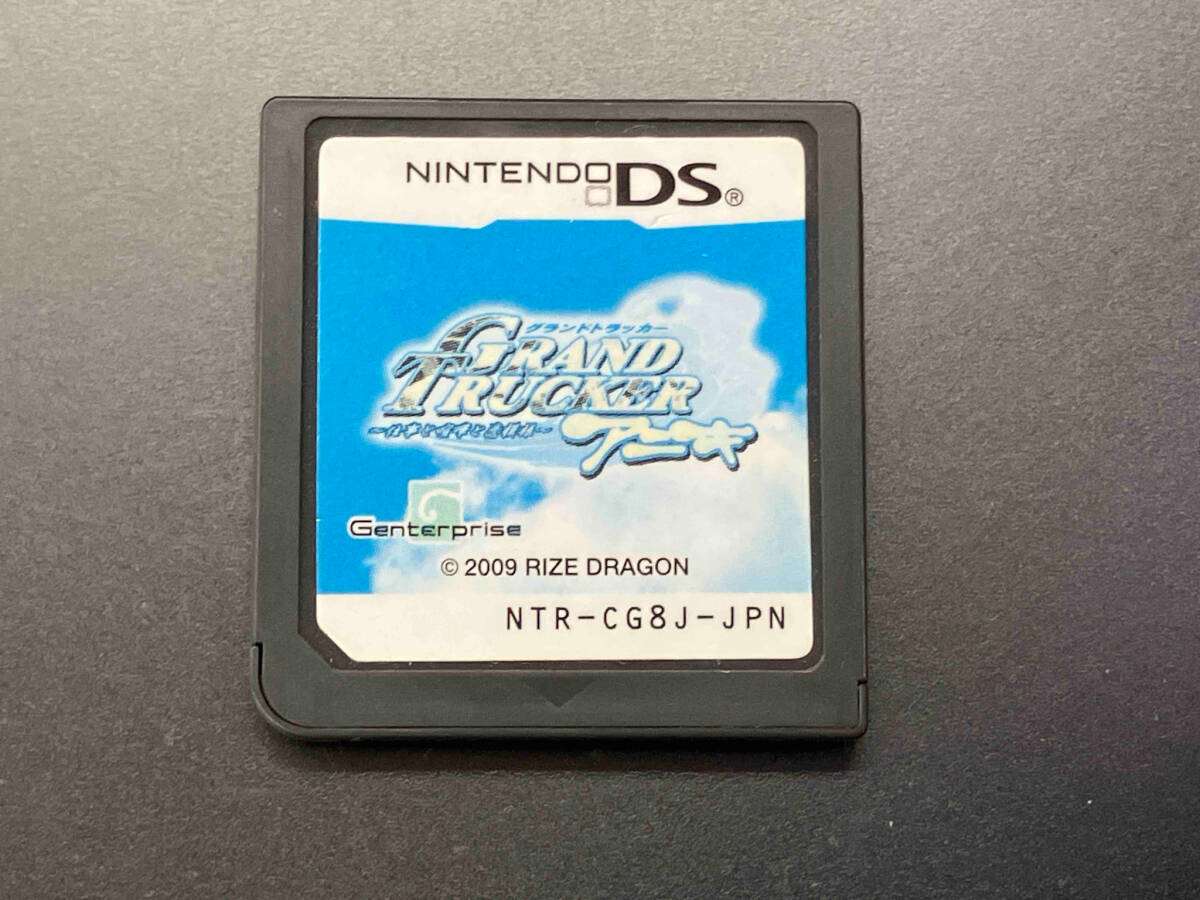 NINTENDO DS®
グランドトラッカー
GRAND
TRUCKER
アニキ
Genterprise
© 2009 RIZE DRAGON
NTR-CG8J-JPN